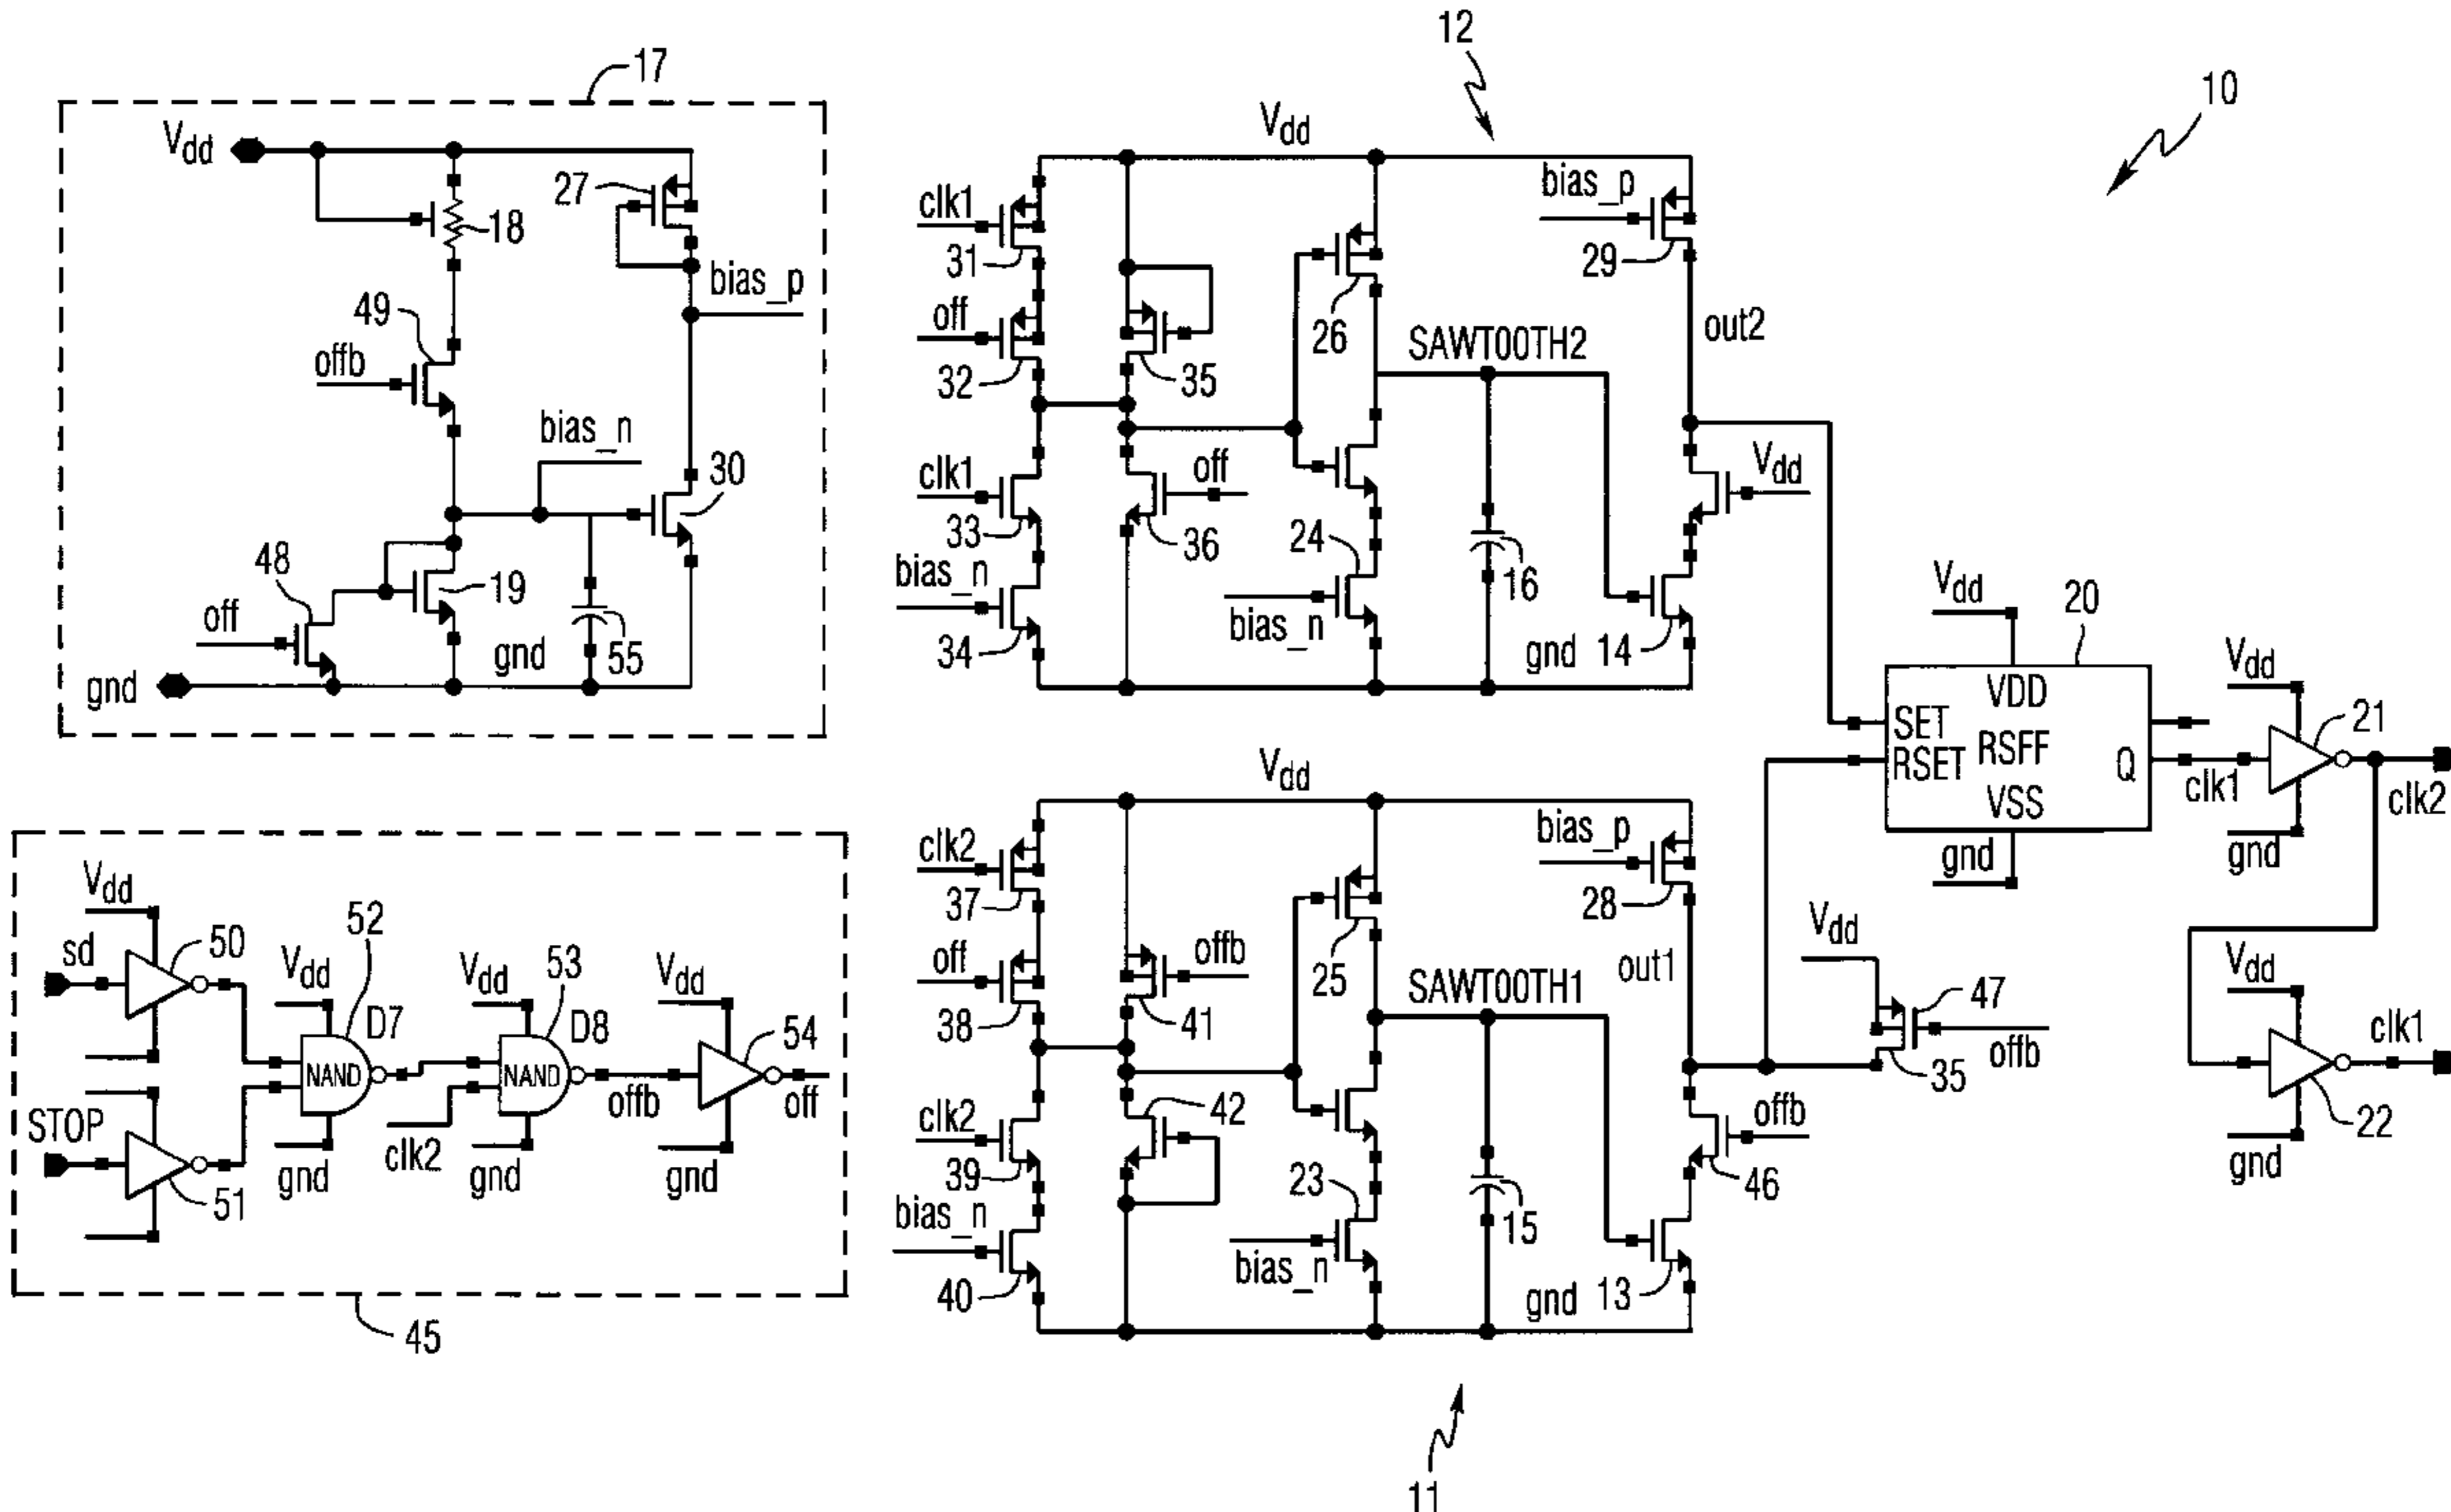 17
Vdd
27
18
bias_p
49
offb
bias_n
30
48
19
off
gnd
55
gnd
12
10
Vdd
clk1
31
off
32
35
26
SAWTOOTH2
bias_p
29
out2
Vdd
clk1
33
off
36
24
16
bias_n
34
bias_n
gnd
14
Vdd
20
VDD
SET
RSFF
RSET
Q
VSS
gnd
clk1
Vdd
21
clk2
gnd
Vdd
clk2
37
off
38
offb
41
25
SAWTOOTH1
bias_p
28
out1
Vdd
47
offb
35
Vdd
clk1
22
gnd
clk2
39
42
23
15
offb
46
bias_n
40
bias_n
gnd
13
Vdd
sd
50
52
Vdd
D7
NAND
gnd
53
Vdd
D8
NAND
clk2
gnd
offb
Vdd
54
off
gnd
STOP
51
45
11